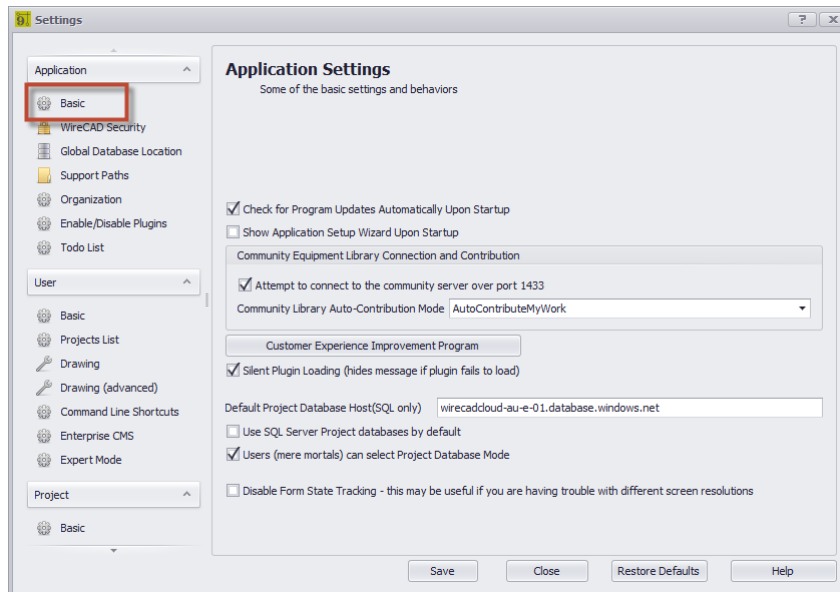 Settings
Application
Basic
WireCAD Security
Global Database Location
Support Paths
Organization
Enable/Disable Plugins
Todo List
User
Basic
Projects List
Drawing
Drawing (advanced)
Command Line Shortcuts
Enterprise CMS
Expert Mode
Project
Basic
Application Settings
Some of the basic settings and behaviors
Check for Program Updates Automatically Upon Startup
Show Application Setup Wizard Upon Startup
Community Equipment Library Connection and Contribution
Attempt to connect to the community server over port 1433
Community Library Auto-Contribution Mode AutoContributeMyWork
Customer Experience Improvement Program
Silent Plugin Loading (hides message if plugin fails to load)
Default Project Database Host(SQL only) wirecadcloud-au-e-01.database.windows.net
Use SQL Server Project databases by default
Users (mere mortals) can select Project Database Mode
Disable Form State Tracking - this may be useful if you are having trouble with different screen resolutions
Save Close Restore Defaults Help